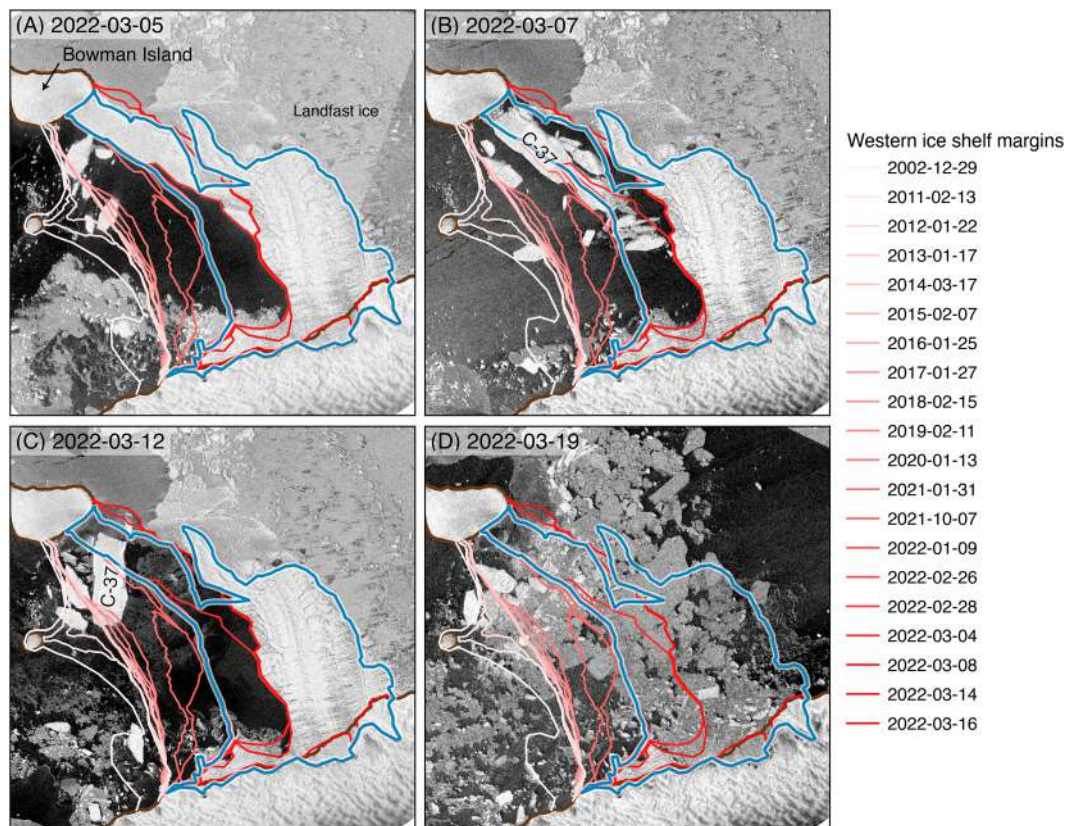 (A) 2022-03-05
Bowman Island
Landfast ice
(B) 2022-03-07
C-37
(C) 2022-03-12
C-37
(D) 2022-03-19
Western ice shelf margins
2002-12-29
2011-02-13
2012-01-22
2013-01-17
2014-03-17
2015-02-07
2016-01-25
2017-01-27
2018-02-15
2019-02-11
2020-01-13
2021-01-31
2021-10-07
2022-01-09
2022-02-26
2022-02-28
2022-03-04
2022-03-08
2022-03-14
2022-03-16